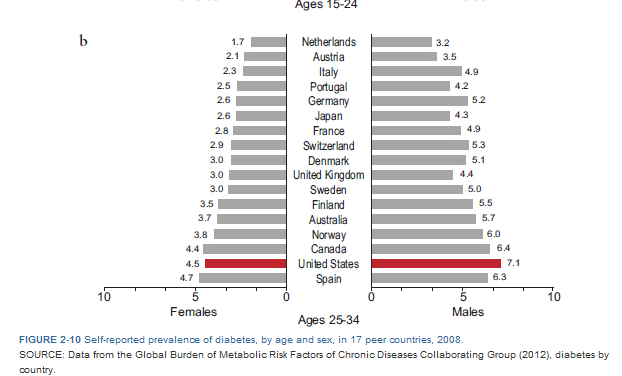 Ages 15-24
b
1.7 Netherlands 3.2
2.1 Austria 3.5
2.3 Italy 4.9
2.5 Portugal 4.2
2.6 Germany 5.2
2.6 Japan 4.3
2.8 France 4.9
2.9 Switzerland 5.3
3.0 Denmark 5.1
3.0 United Kingdom 4.4
3.0 Sweden 5.0
3.5 Finland 5.5
3.7 Australia 5.7
3.8 Norway 6.0
4.4 Canada 6.4
4.5 United States 7.1
4.7 Spain 6.3
10 5 0 0 5 10
Females Males
Ages 25-34
FIGURE 2-10 Self-reported prevalence of diabetes, by age and sex, in 17 peer countries, 2008.
SOURCE: Data from the Global Burden of Metabolic Risk Factors of Chronic Diseases Collaborating Group (2012), diabetes by
country.